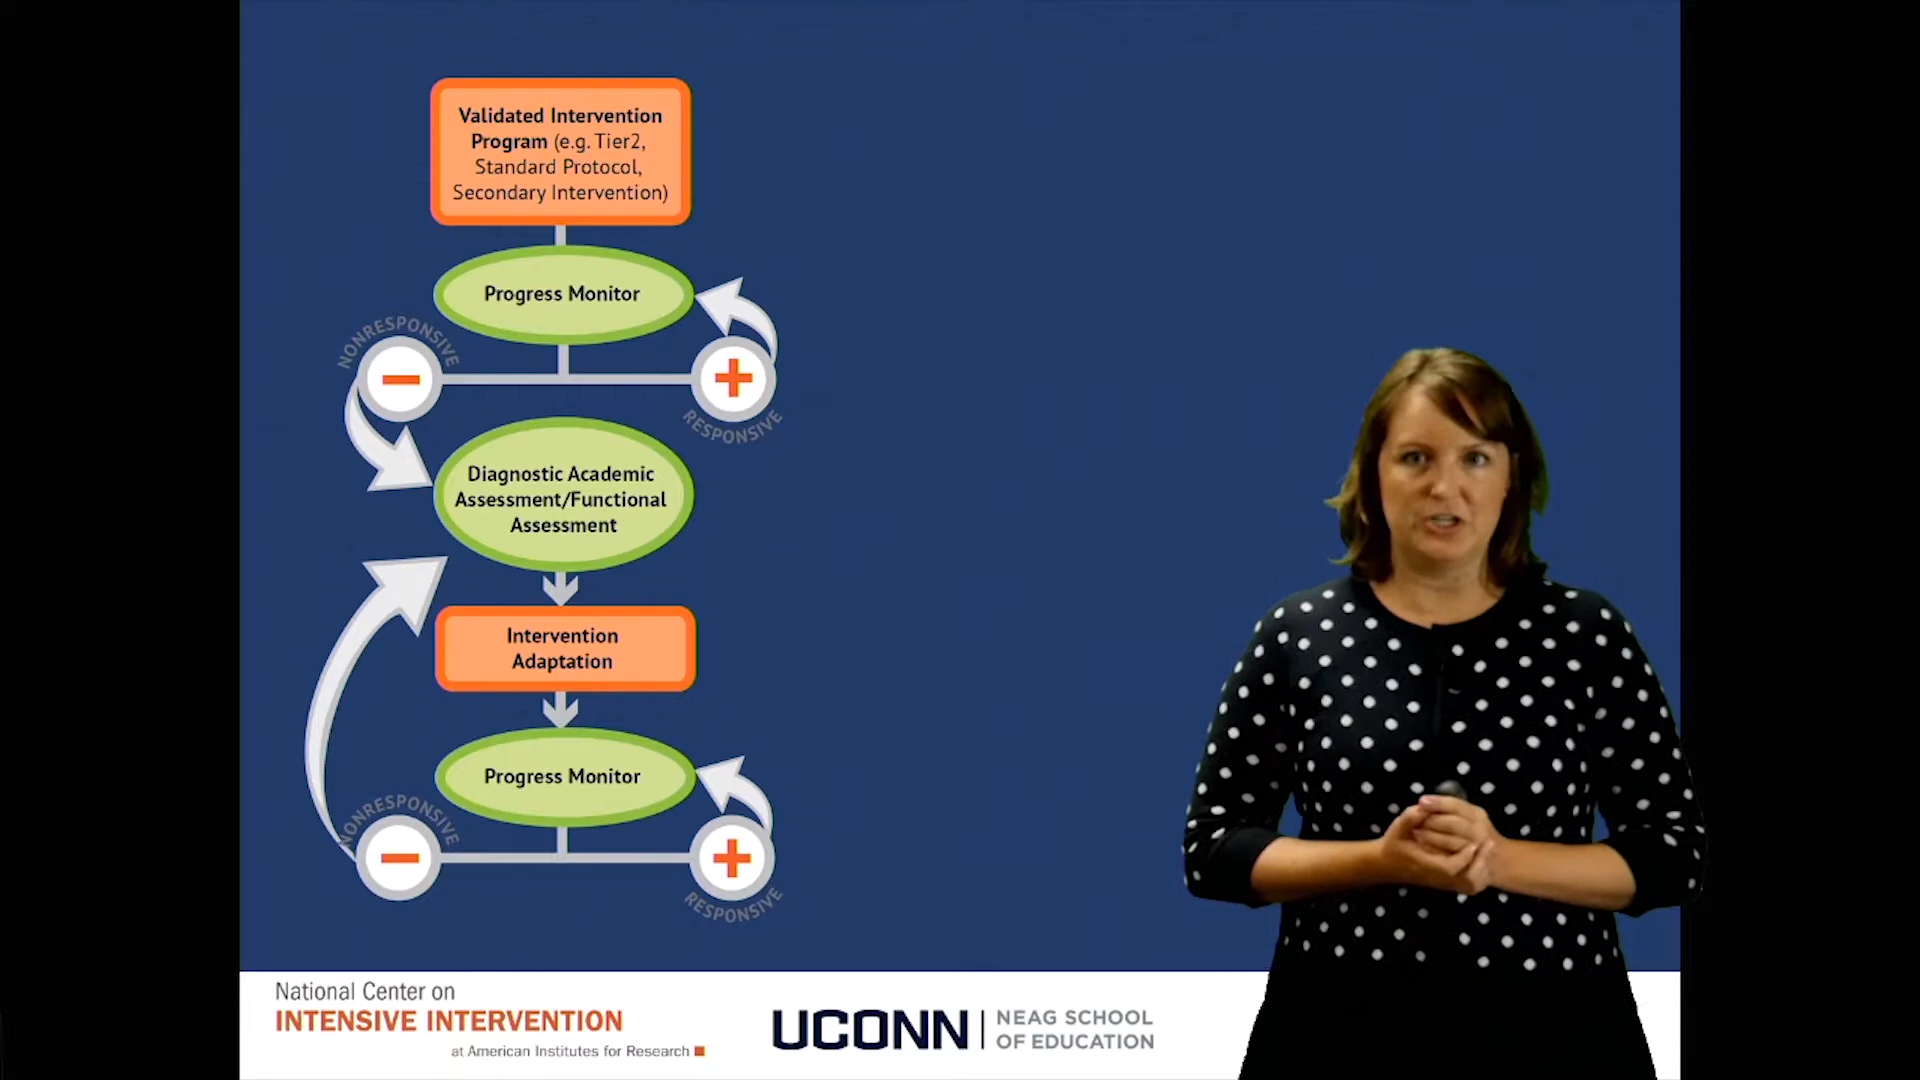 Validated Intervention
Program (e.g. Tier2,
Standard Protocol,
Secondary Intervention)
Progress Monitor
NONRESPONSIVE
RESPONSIVE
Diagnostic Academic
Assessment/Functional
Assessment
Intervention
Adaptation
Progress Monitor
NONRESPONSIVE
RESPONSIVE
National Center on
INTENSIVE INTERVENTION
at American Institutes for Research
UCONN
NEAG SCHOOL
OF EDUCATION